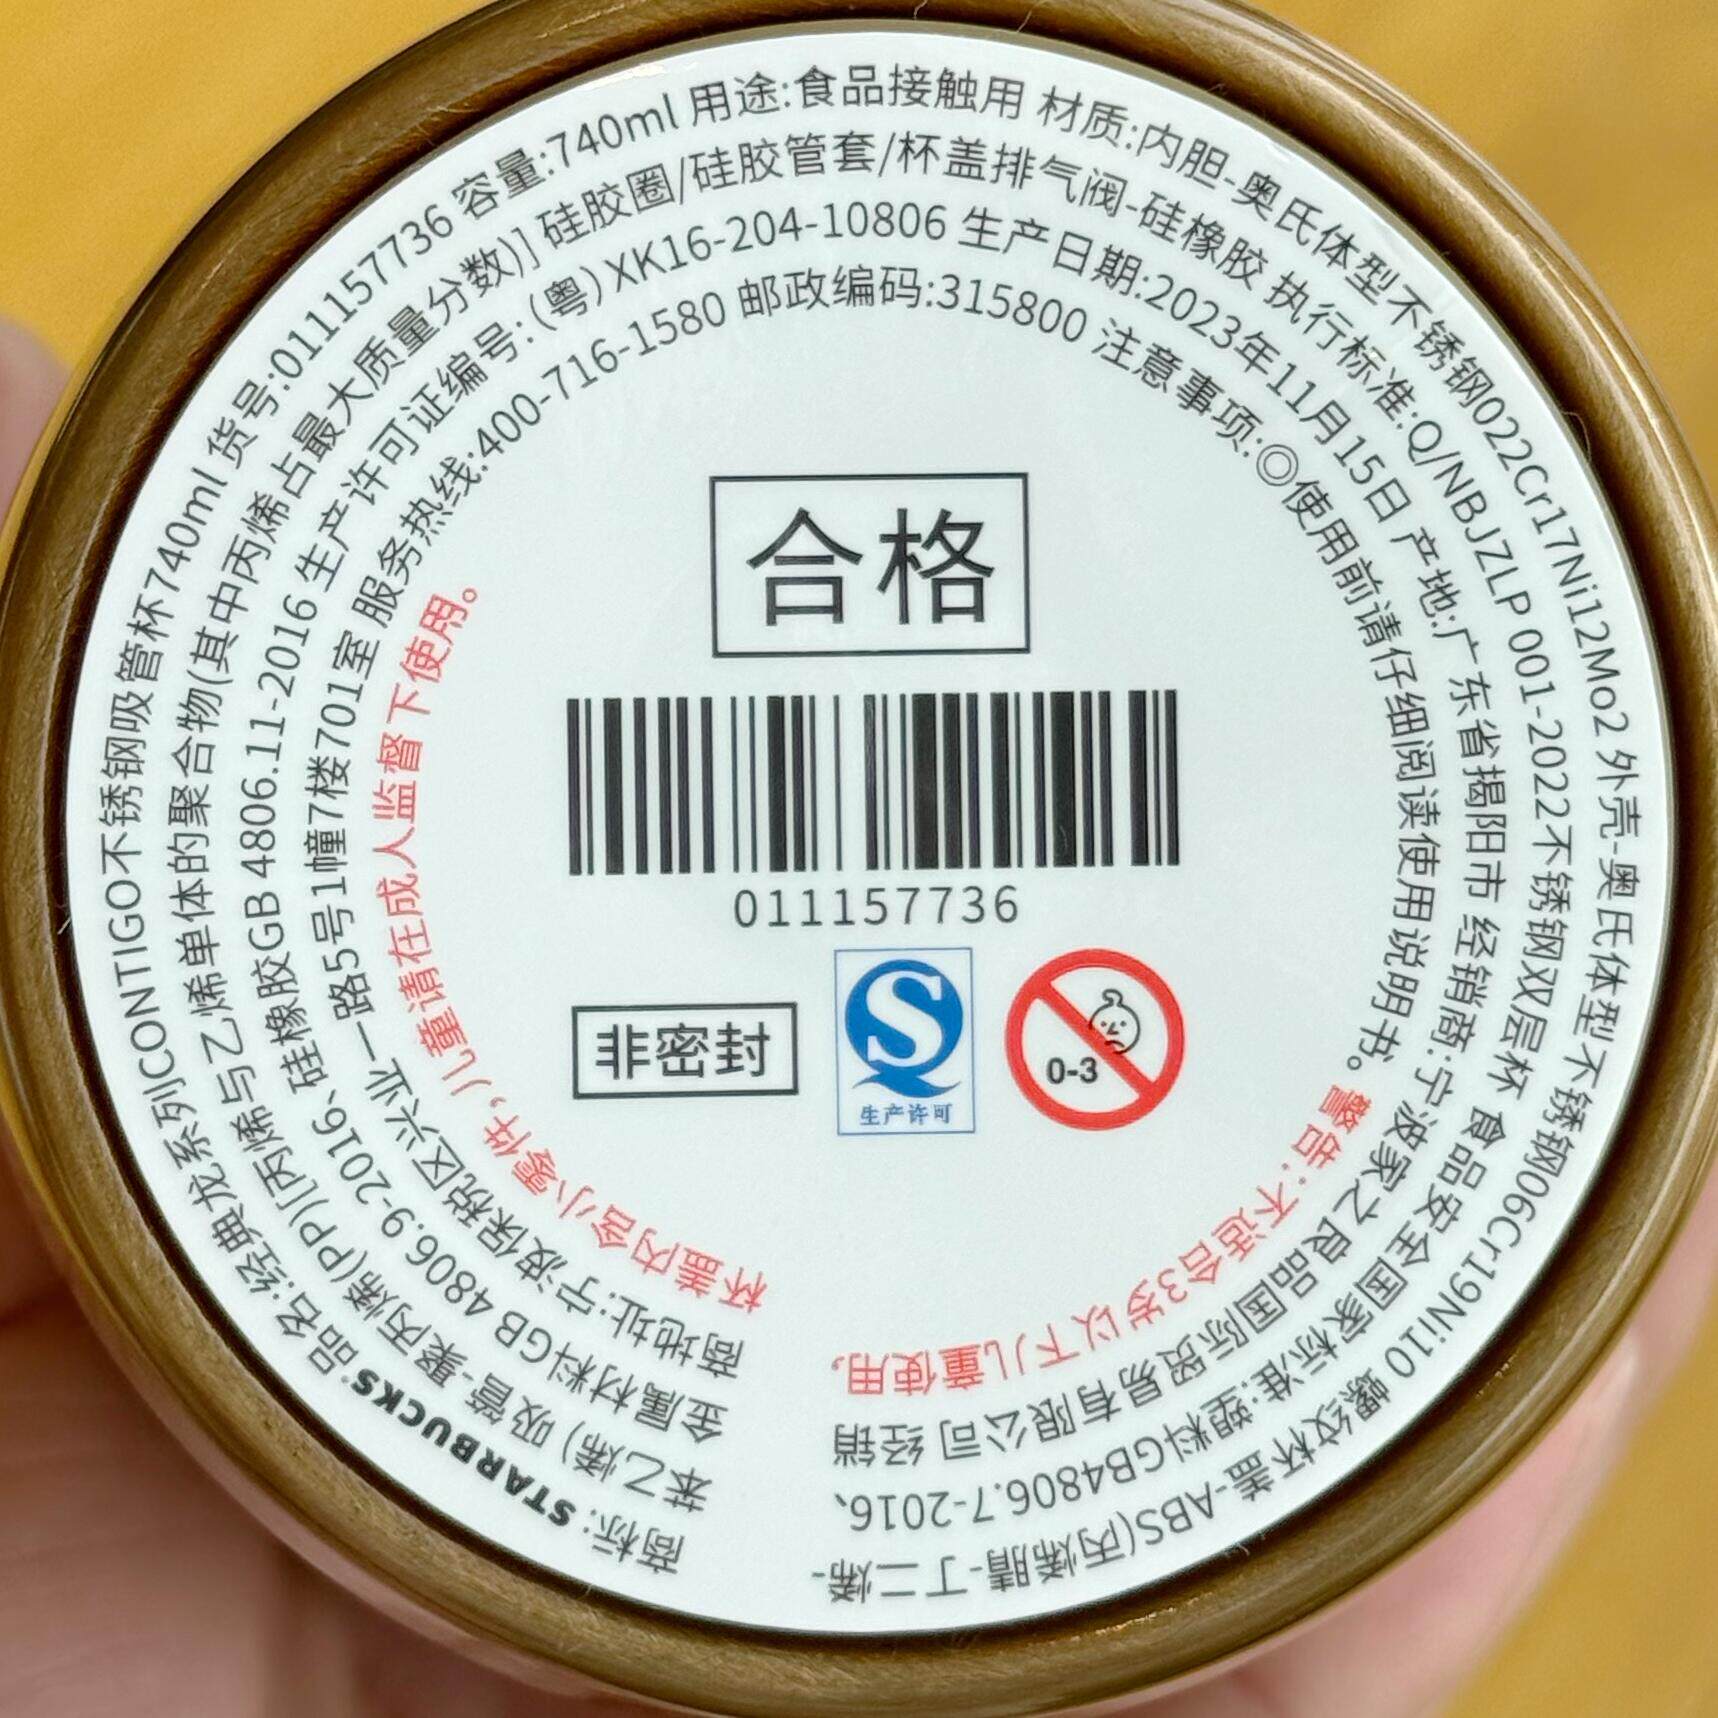 商标: STARBUCKS® 品名:经典龙系列CONTIGO不锈钢吸管杯740ml 货号:011157736 容量:740ml 用途:食品接触用 材质:内胆-奥氏体型不锈钢022Cr17Ni12Mo2 外壳-奥氏体型不锈钢06Cr19Ni10 螺纹杯盖-ABS(丙烯腈-丁二烯-
苯乙烯) 吸管-聚丙烯(PP)[丙烯与乙烯单体的聚合物(其中丙烯占最大质量分数)] 硅胶圈/硅胶管套/杯盖排气阀-硅橡胶 执行标准:Q/NBJZLP 001-2022不锈钢双层杯 食品安全国家标准:塑料GB4806.7-2016、
金属材料GB 4806.9-2016、硅橡胶GB 4806.11-2016 生产许可证编号:(粤)XK16-204-10806 生产日期:2023年11月15日 产地:广东省揭阳市 经销商:宁波家之良品国际贸易有限公司 经销
商地址:宁波保税区兴业一路5号1幢7楼701室 服务热线:400-716-1580 邮政编码:315800 注意事项:◎使用前请仔细阅读使用说明书。警告:不适合3岁以下儿童使用,
杯盖内含小零件,儿童请在成人监督下使用。
合格
011157736
非密封
生产许可
0-3